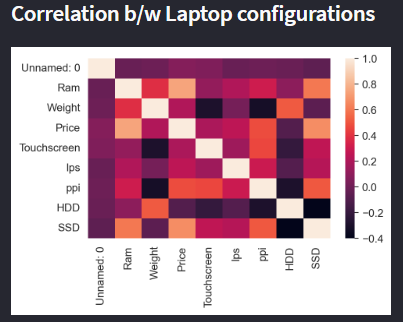 Correlation b/w Laptop configurations
Unnamed: 0
Ram
Weight
Price
Touchscreen
Ips
ppi
HDD
SSD
1.0
0.8
0.6
0.4
0.2
0.0
−0.2
−0.4
Unnamed: 0
Ram
Weight
Price
Touchscreen
Ips
ppi
HDD
SSD